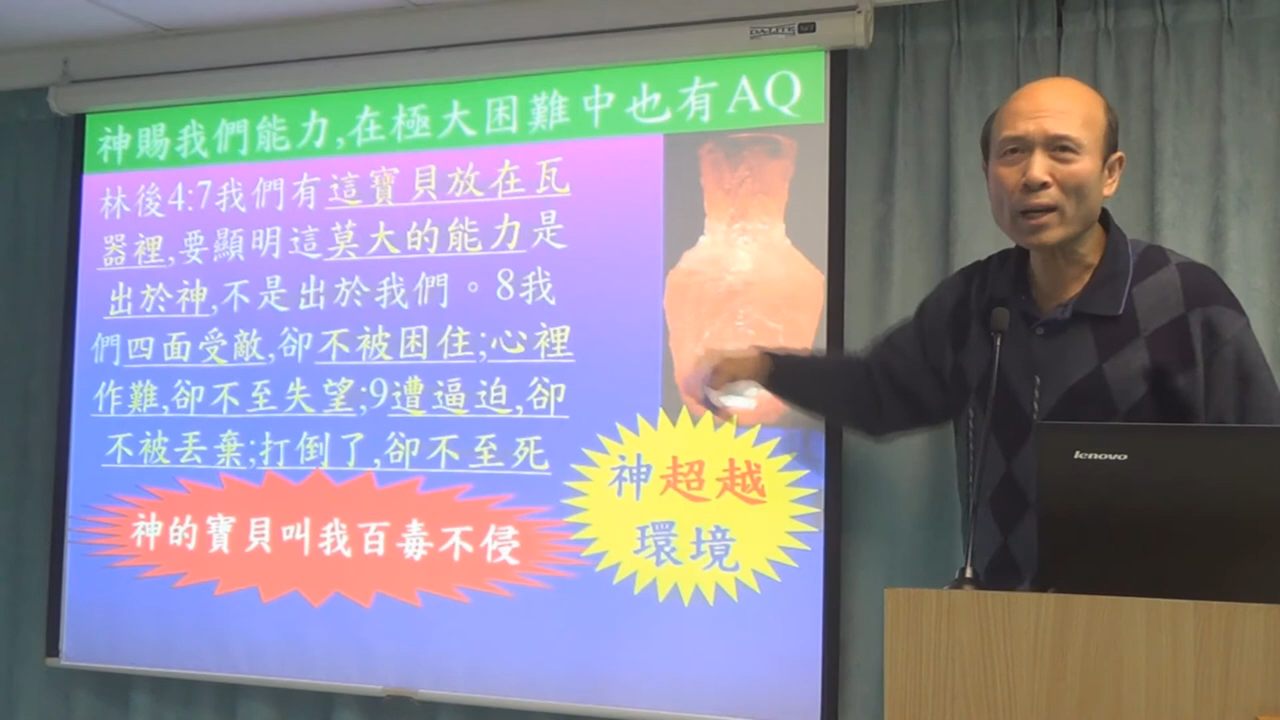 DA-LITE
神賜我們能力,在極大困難中也有AQ
林後4:7我們有這寶貝放在瓦
器裡,要顯明這莫大的能力是
出於神,不是出於我們。8我
們四面受敵,卻不被困住;心裡
作難,卻不至失望;9遭逼迫,卻
不被丟棄;打倒了,卻不至死
神的寶貝叫我百毒不侵
神超越
環境
lenovo